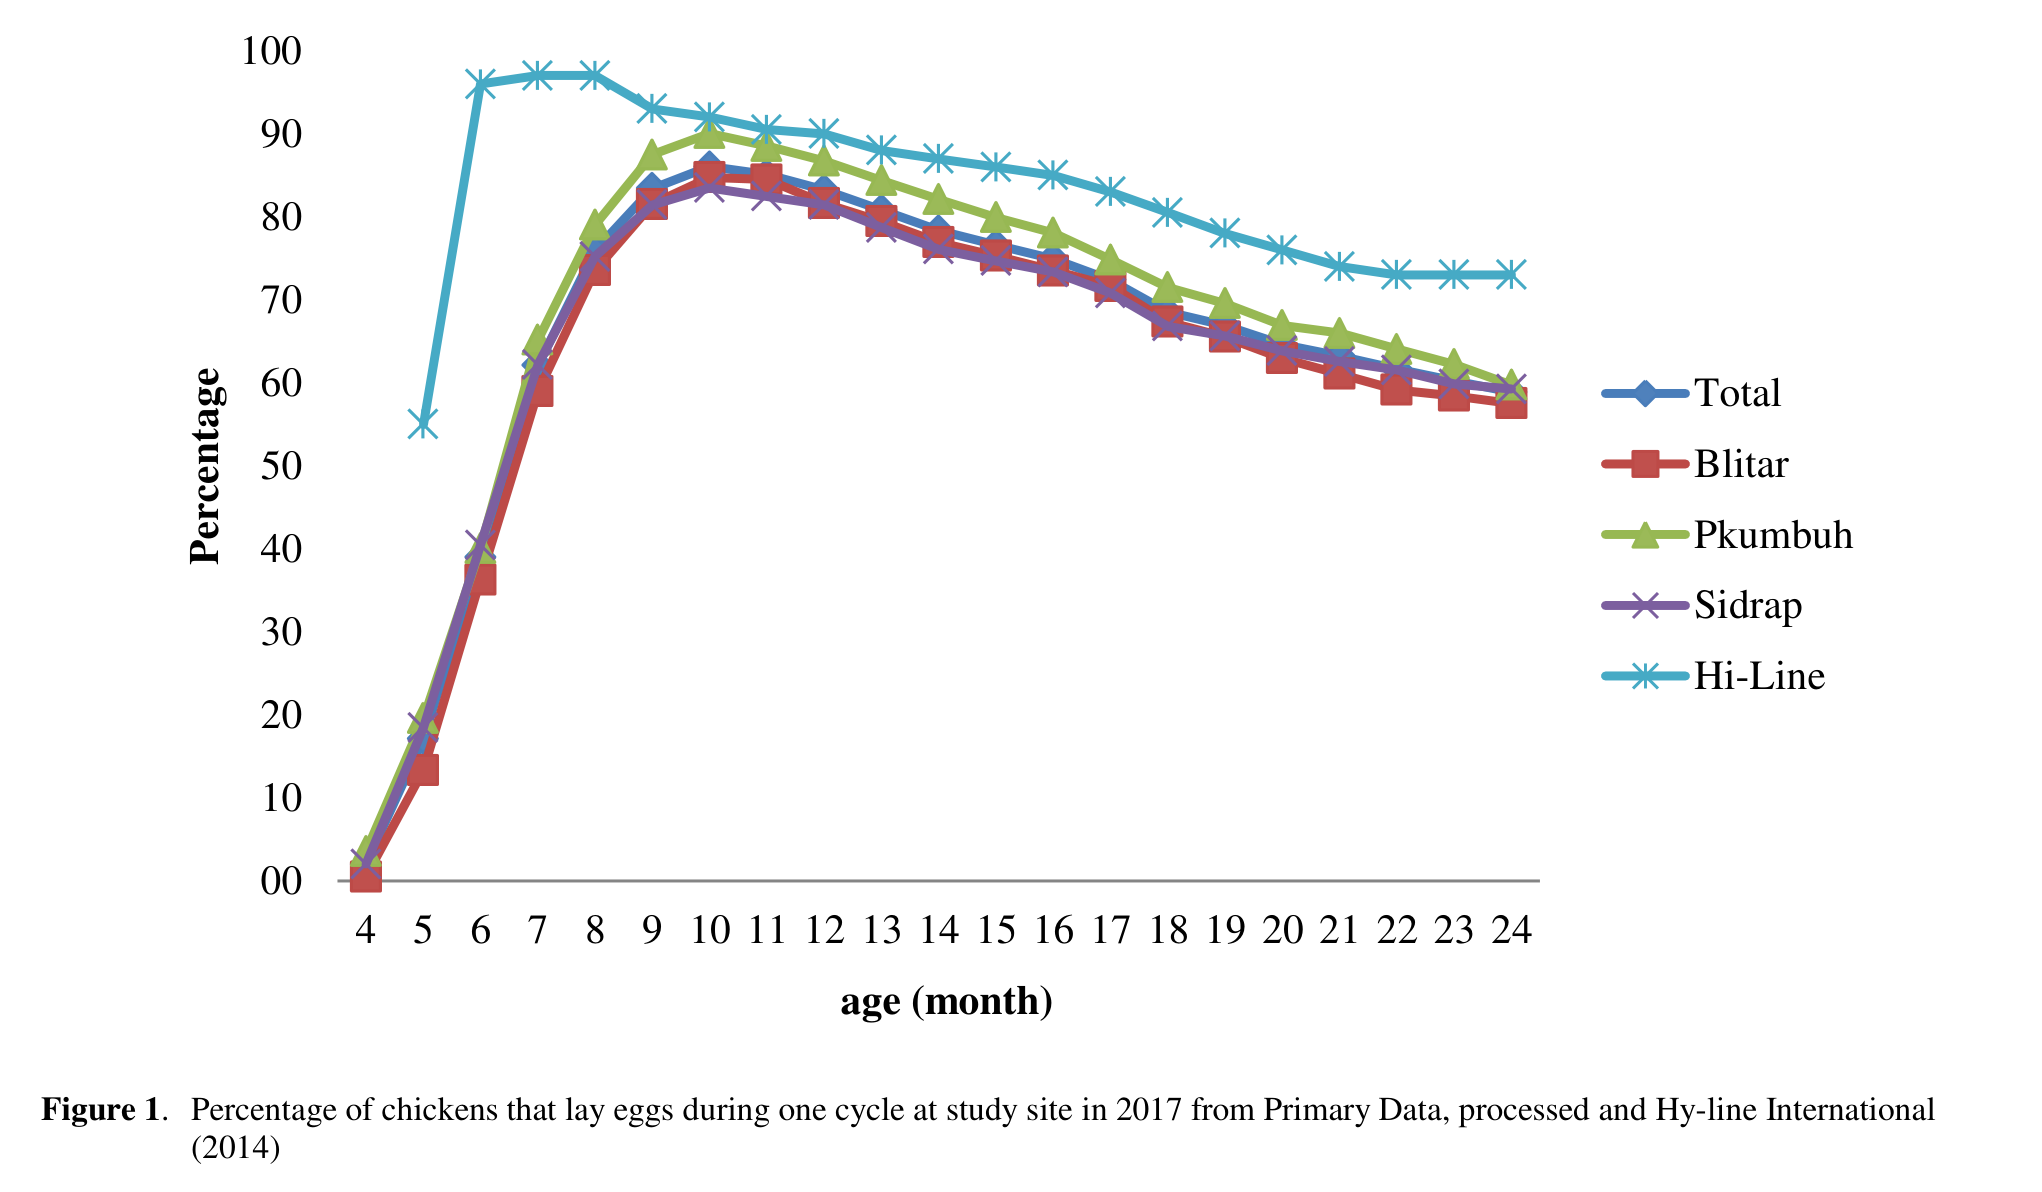 100
90
80
70
60
50
40
30
20
10
00
Percentage
4 5 6 7 8 9 10 11 12 13 14 15 16 17 18 19 20 21 22 23 24
age (month)
Total
Blitar
Pkumbuh
Sidrap
Hi-Line
Figure 1. Percentage of chickens that lay eggs during one cycle at study site in 2017 from Primary Data, processed and Hy-line International
(2014)